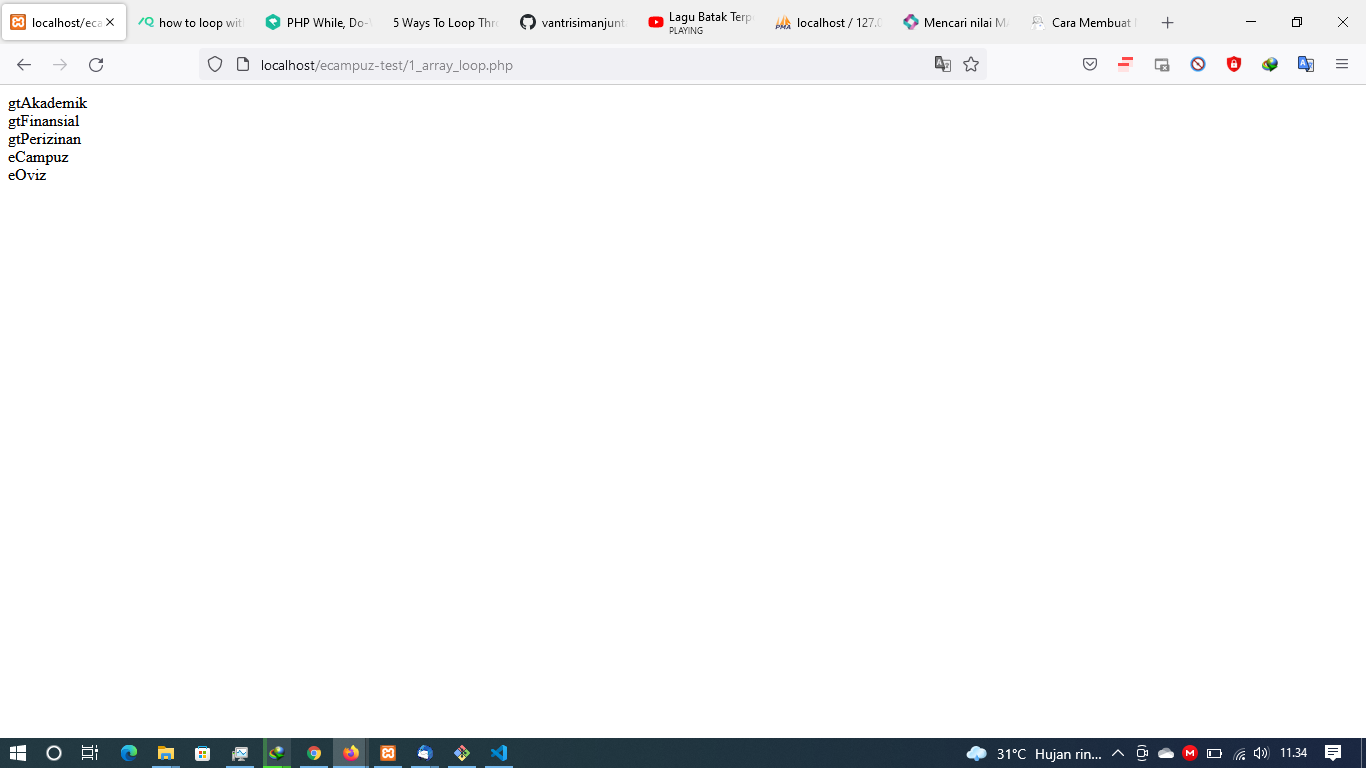 localhost/eca
how to loop wit
PHP While, Do-
5 Ways To Loop Thr
vantrisimanjunt
Lagu Batak Terp
PLAYING
localhost / 127.0
Mencari nilai M
Cara Membuat
localhost/ecampuz-test/1_array_loop.php
gtAkademik
gtFinansial
gtPerizinan
eCampuz
eOviz
31°C Hujan rin...
11.34